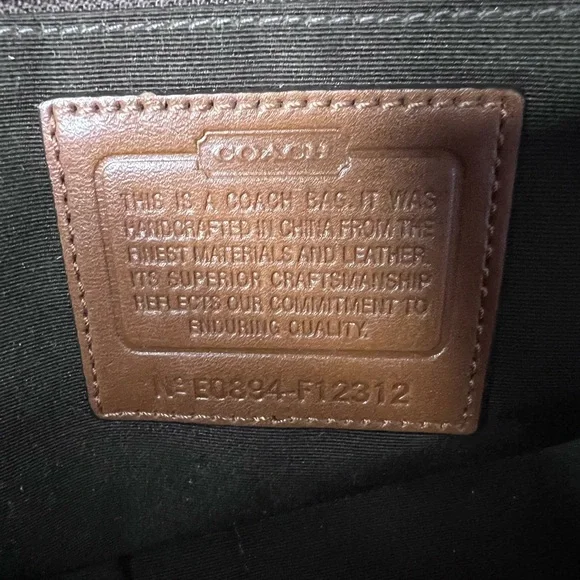 COACH
THIS IS A COACH BAG. IT WAS
HANDCRAFTED IN CHINA FROM THE
FINEST MATERIALS AND LEATHER.
ITS SUPERIOR CRAFTSMANSHIP
REFLECTS OUR COMMITMENT TO
ENDURING QUALITY.
Nº E0894-F12312